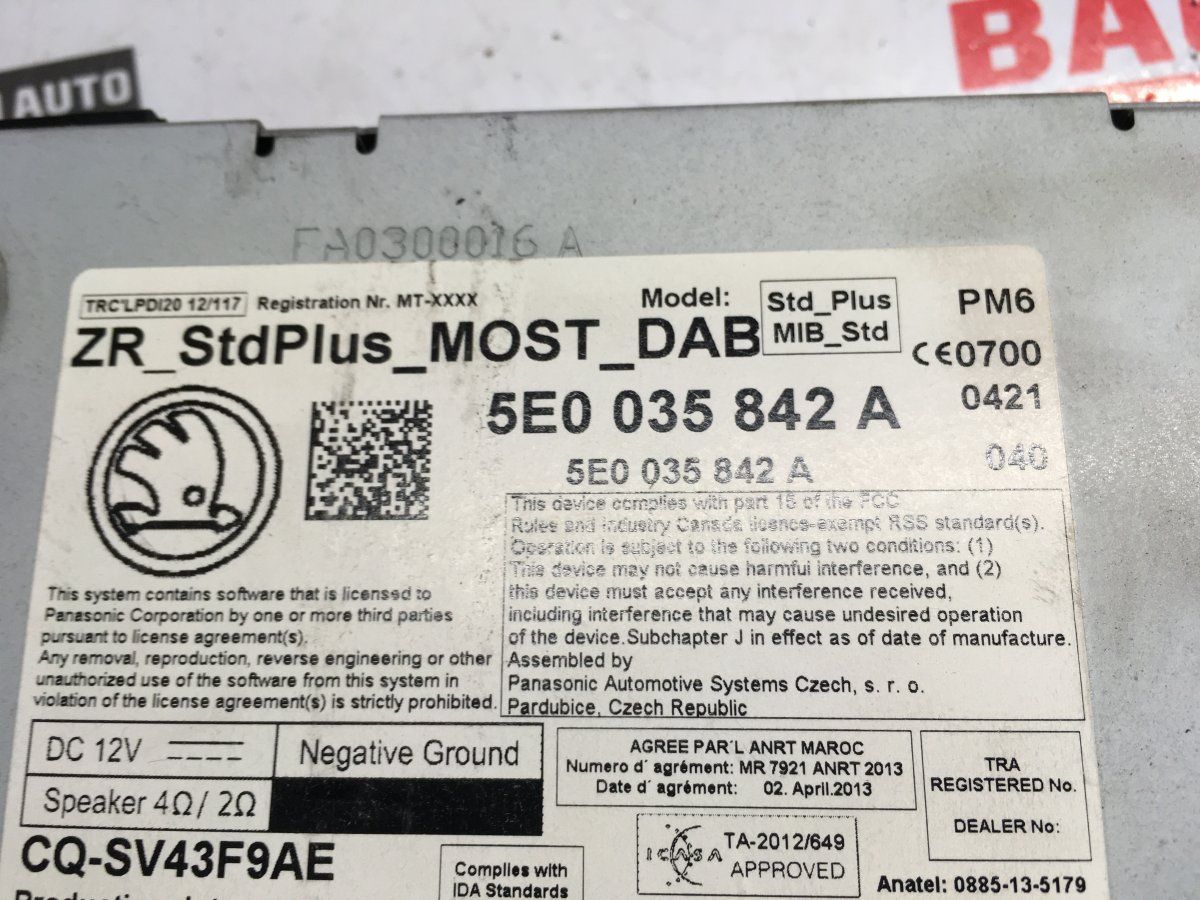 AUTO
BA
FA0300016 A
TRC'LPDI20 12/117 Registration Nr. MT-XXXX
Model: Std_Plus MIB_Std
PM6
ZR_StdPlus_MOST_DAB
CE0700
5E0 035 842 A
0421
5E0 035 842 A
040
This device complies with part 15 of the FCC
Rules and Industry Canada licence-exempt RSS standard(s).
Operation is subject to the following two conditions: (1)
This device may not cause harmful interference, and (2)
this device must accept any interference received,
including interference that may cause undesired operation
of the device.Subchapter J in effect as of date of manufacture.
Assembled by
Panasonic Automotive Systems Czech, s. r. o.
Pardubice, Czech Republic
This system contains software that is licensed to
Panasonic Corporation by one or more third parties
pursuant to license agreement(s).
Any removal, reproduction, reverse engineering or other
unauthorized use of the software from this system in
violation of the license agreement(s) is strictly prohibited.
DC 12V
Negative Ground
Speaker 4Ω/ 2Ω
AGREE PAR'L ANRT MAROC
Numero d´ agrément: MR 7921 ANRT 2013
Date d´ agrément: 02. April.2013
TRA
REGISTERED No.
DEALER No:
CQ-SV43F9AE
Complies with
IDA Standards
ICASA TA-2012/649
APPROVED
Anatel: 0885-13-5179